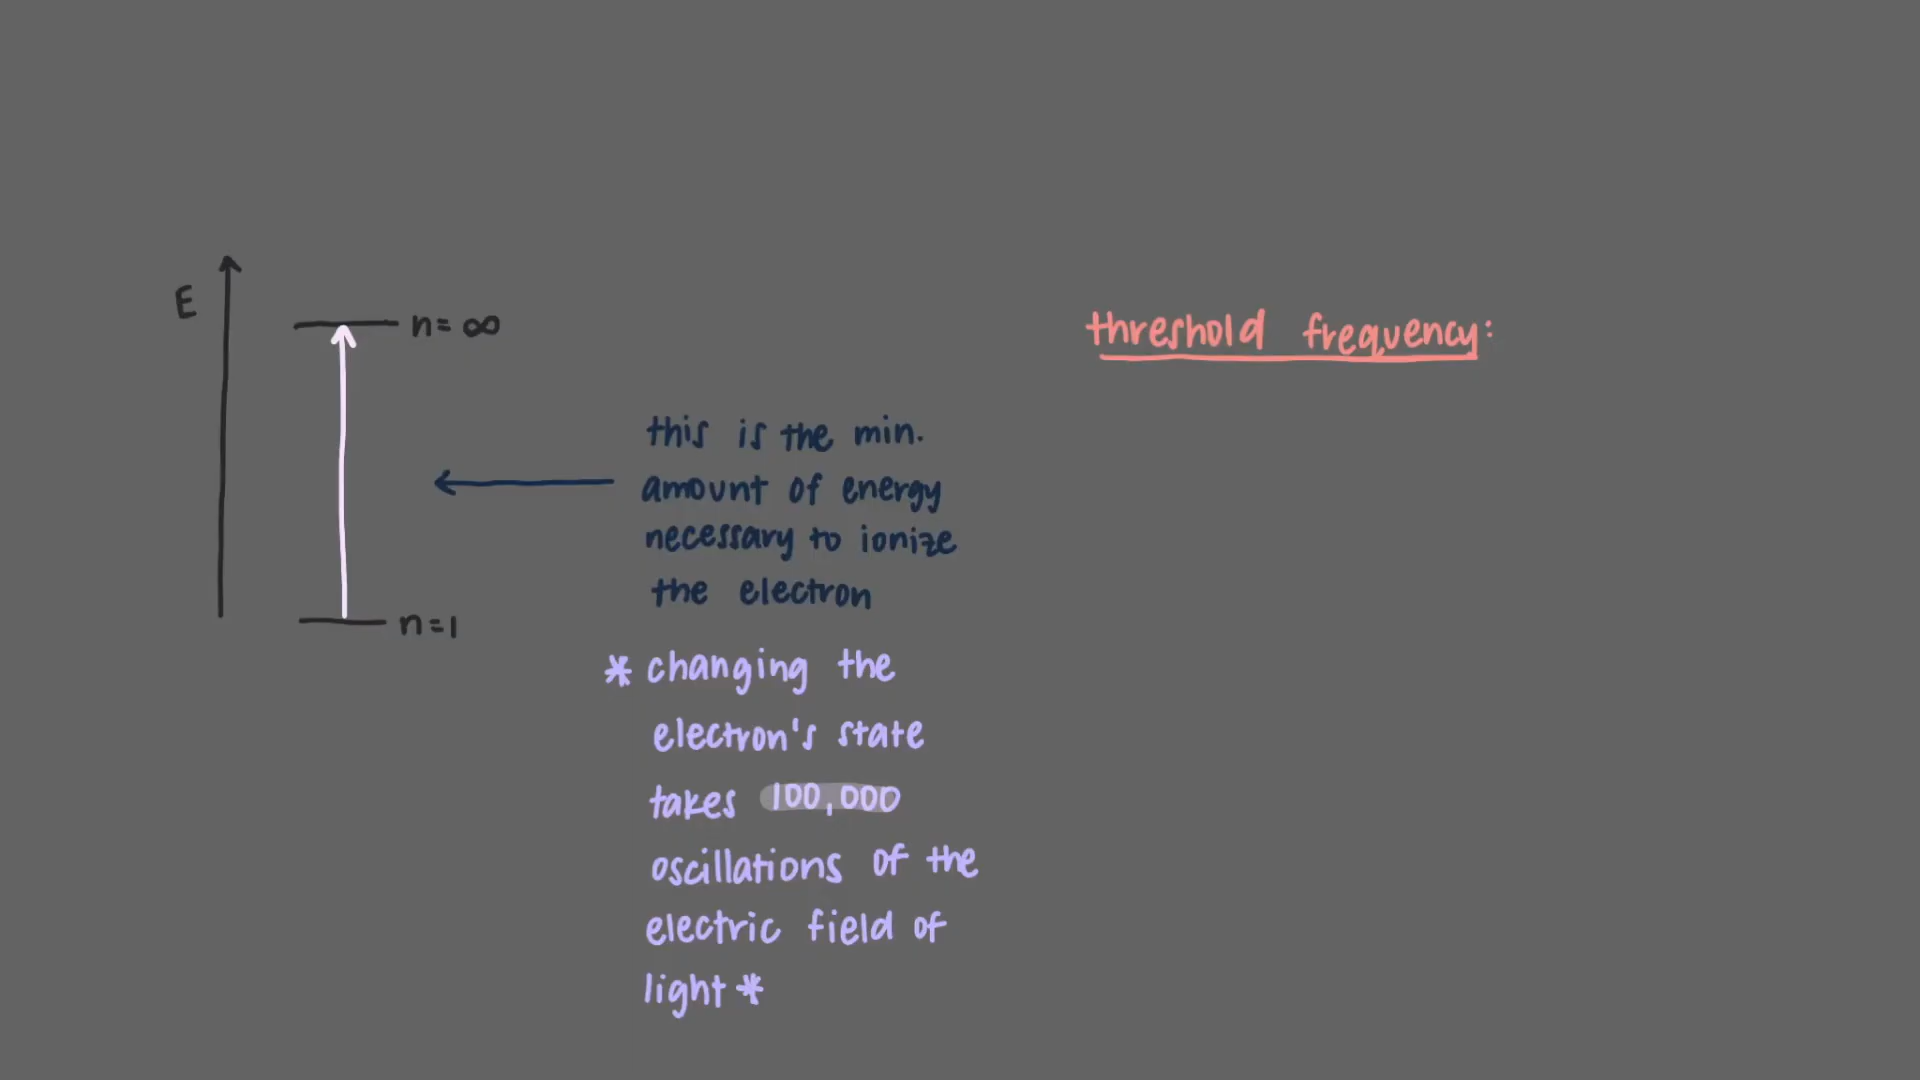 E
n=∞
n=1
this is the min.
amount of energy
necessary to ionize
the electron
* changing the
electron's state
takes 100,000
oscillations of the
electric field of
light *
threshold frequency: